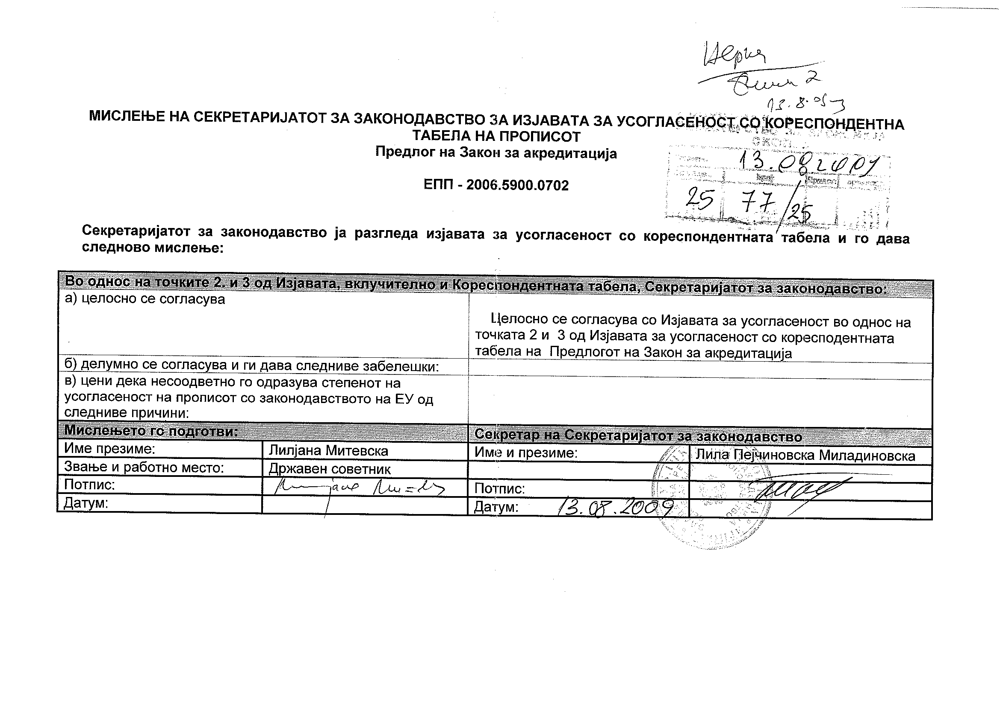 13.8.09
МИСЛЕЊЕ НА СЕКРЕТАРИЈАТОТ ЗА ЗАКОНОДАВСТВО ЗА ИЗЈАВАТА ЗА УСОГЛАСЕНОСТ СО КОРЕСПОНДЕНТНА
ТАБЕЛА НА ПРОПИСОТ
Предлог на Закон за акредитација
13.08.2009
ЕПП - 2006.5900.0702
25 77/25
Секретаријатот за законодавство ја разгледа изјавата за усогласеност со кореспондентната табела и го дава
следново мислење:
Во однос на точките 2. и 3 од Изјавата, вклучително и Кореспондентната табела, Секретаријатот за законодавство:
а) целосно се согласува
Целосно се согласува со Изјавата за усогласеност во однос на
точката 2 и 3 од Изјавата за усогласеност со коресподентната
табела на Предлогот на Закон за акредитација
б) делумно се согласува и ги дава следниве забелешки:
в) цени дека несоодветно го одразува степенот на
усогласеност на прописот со законодавството на ЕУ од
следниве причини:
Мислењето го подготви: Секретар на Секретаријатот за законодавство
Име презиме: Лилјана Митевска Име и презиме: Лила Пејчиновска Миладиновска
Звање и работно место: Државен советник
Потпис: Потпис:
Датум: Датум: 13.08.2009